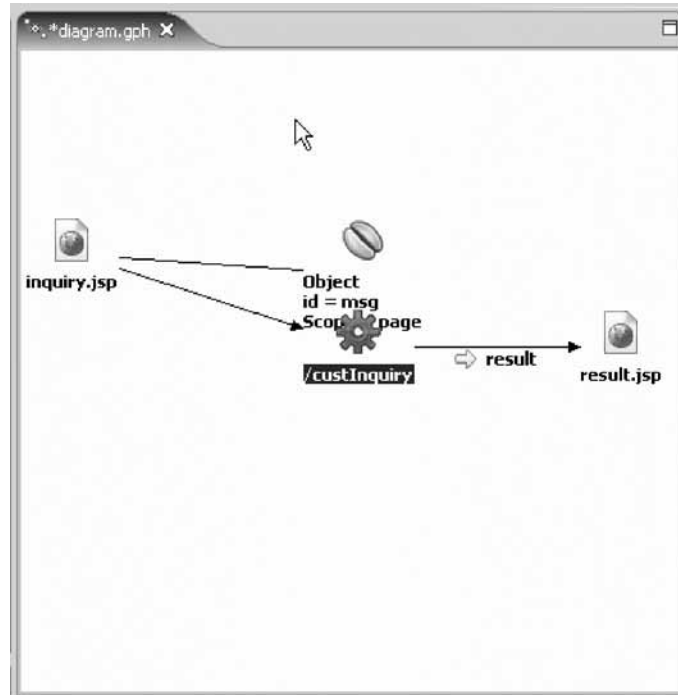 *diagram.gph
inquiry.jsp
Object
id = msg
page
/custInquiry
result
result.jsp